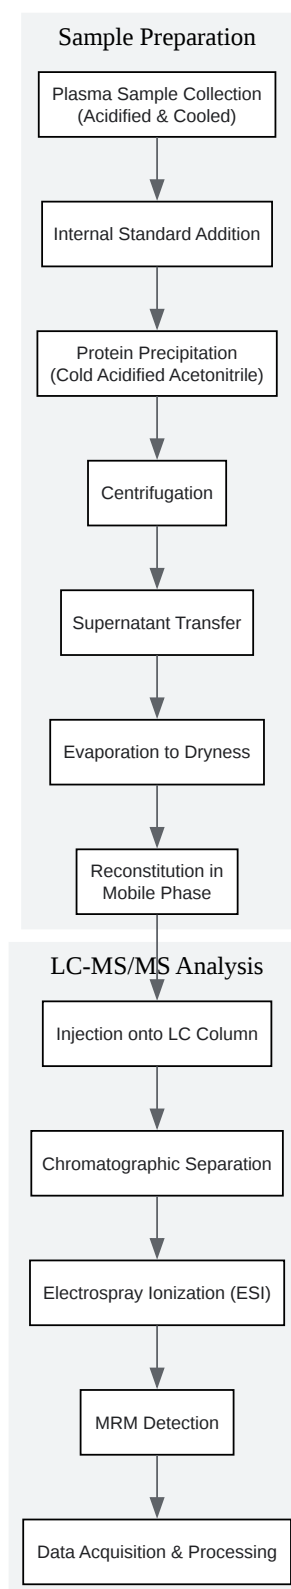 Sample Preparation
Plasma Sample Collection
(Acidified & Cooled)
Internal Standard Addition
Protein Precipitation
(Cold Acidified Acetonitrile)
Centrifugation
Supernatant Transfer
Evaporation to Dryness
Reconstitution in
Mobile Phase
LC-MS/MS Analysis
Injection onto LC Column
Chromatographic Separation
Electrospray Ionization (ESI)
MRM Detection
Data Acquisition & Processing